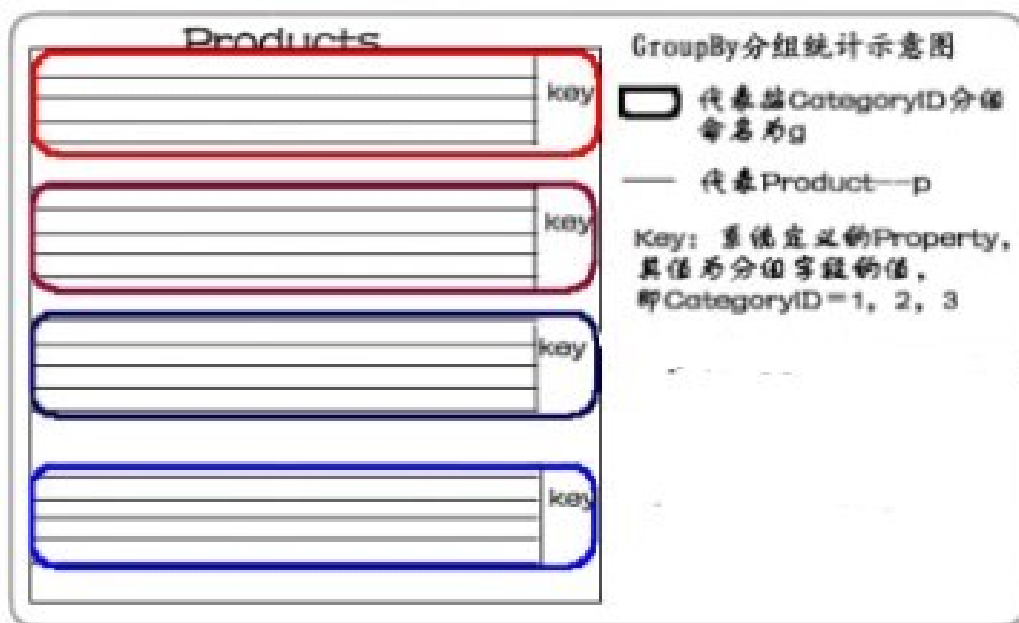 Products
key
key
key
key
GroupBy分组统计示意图
代表按CategoryID分组
命名为g
代表Product--p
Key: 系统定义的Property,
其值为分组字段的值,
即CategoryID=1, 2, 3